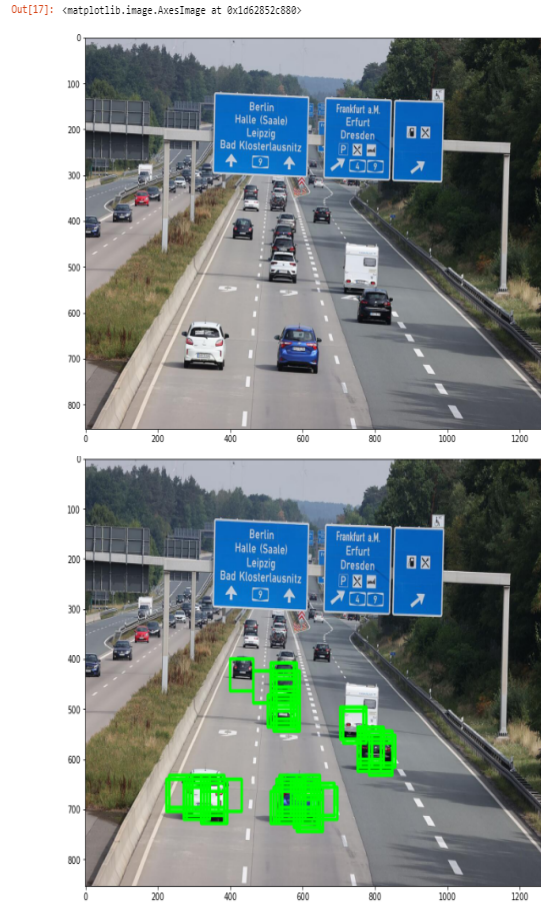 Out[17]: <matplotlib.image.AxesImage at 0x1d62852c880>
0
100
200
300
400
500
600
700
800
0 200 400 600 800 1000 1200
Berlin
Halle (Saale)
Leipzig
Bad Klosterlausnitz
9
Frankfurt a.M.
Erfurt
Dresden
P
4 9
0
100
200
300
400
500
600
700
800
0 200 400 600 800 1000 1200
Berlin
Halle (Saale)
Leipzig
Bad Klosterlausnitz
9
Frankfurt a.M.
Erfurt
Dresden
P
4 9